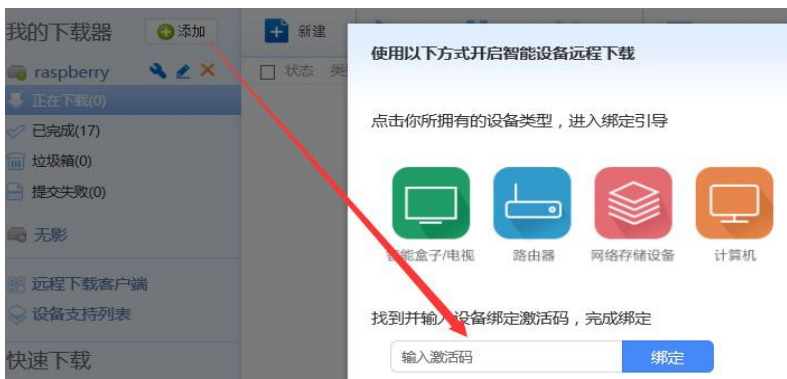 我的下载器
添加
raspberry
正在下载(0)
已完成(17)
垃圾箱(0)
提交失败(0)
无影
远程下载客户端
设备支持列表
快速下载
新建
状态 类
使用以下方式开启智能设备远程下载
点击你所拥有的设备类型，进入绑定引导
智能盒子/电视
路由器
网络存储设备
计算机
找到并输入设备绑定激活码，完成绑定
输入激活码
绑定